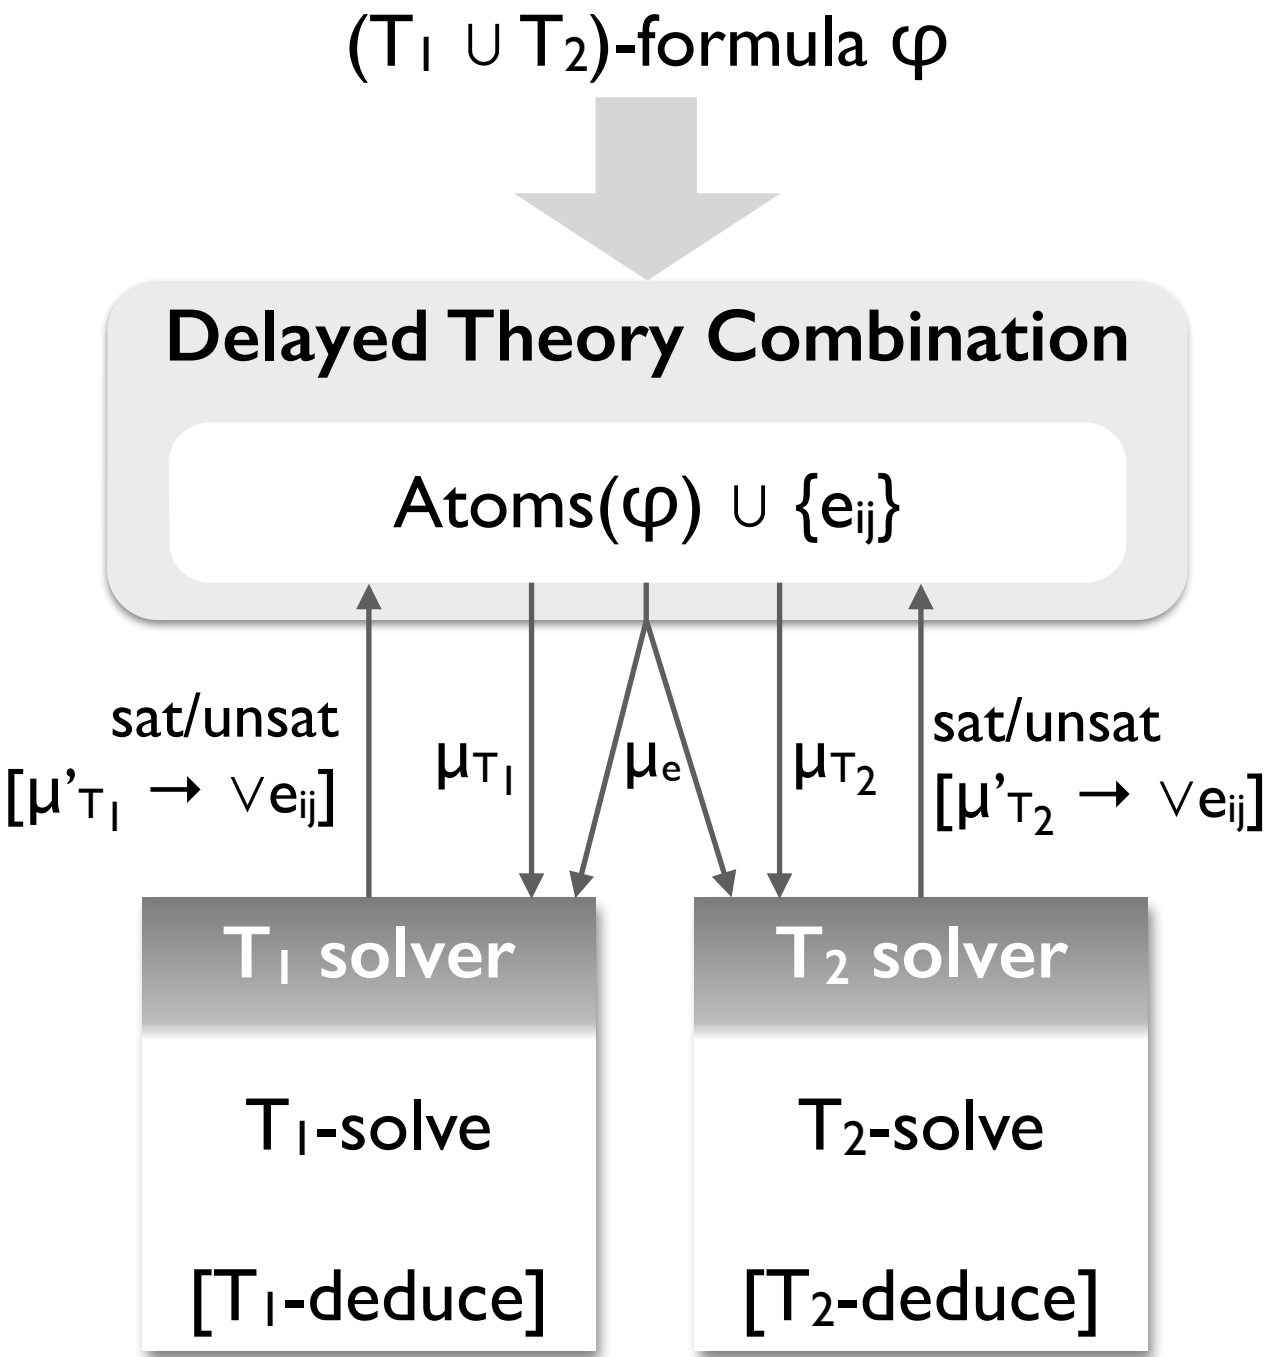 (T₁ ∪ T₂)-formula φ
Delayed Theory Combination
Atoms(φ) ∪ {eᵢⱼ}
sat/unsat
[μ'T₁ → ∨eᵢⱼ]
μT₁
μₑ
μT₂
sat/unsat
[μ'T₂ → ∨eᵢⱼ]
T₁ solver
T₁-solve
[T₁-deduce]
T₂ solver
T₂-solve
[T₂-deduce]